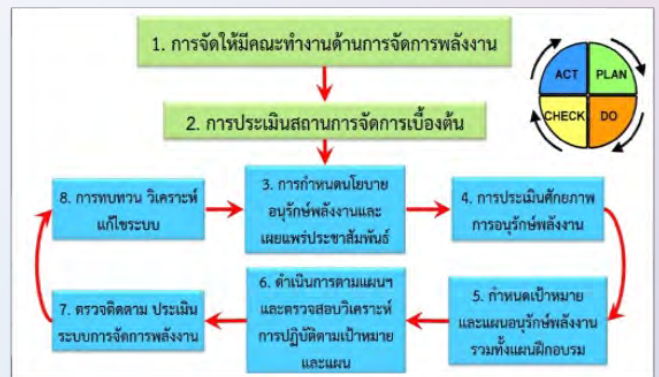 1. การจัดให้มีคณะทำงานด้านการจัดการพลังงาน
ACT
PLAN
CHECK
DO
2. การประเมินสถานการจัดการเบื้องต้น
3. การกำหนดนโยบาย
อนุรักษ์พลังงานและ
เผยแพร่ประชาสัมพันธ์
4. การประเมินศักยภาพ
การอนุรักษ์พลังงาน
5. กำหนดเป้าหมาย
และแผนอนุรักษ์พลังงาน
รวมทั้งแผนฝึกอบรม
6. ดำเนินการตามแผนฯ
และตรวจสอบวิเคราะห์
การปฏิบัติตามเป้าหมาย
และแผน
7. ตรวจติดตาม ประเมิน
ระบบการจัดการพลังงาน
8. การทบทวน วิเคราะห์
แก้ไขระบบ